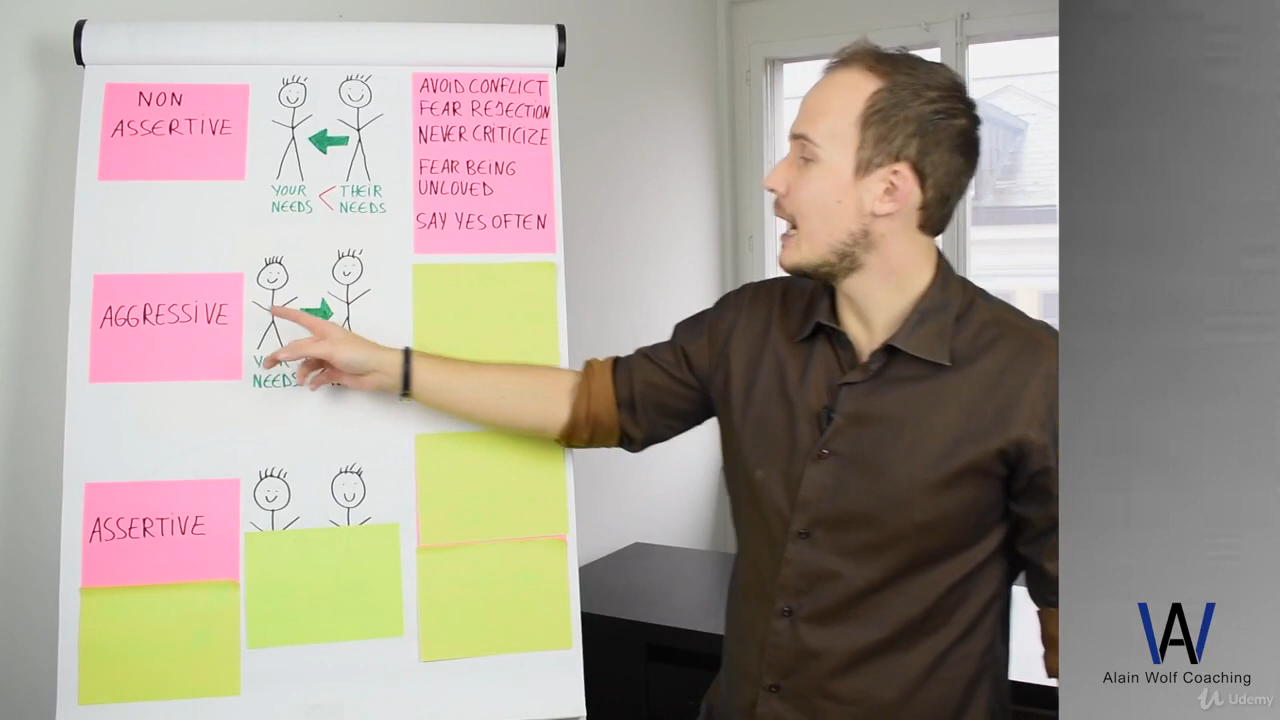 NON
ASSERTIVE
YOUR < THEIR
NEEDS NEEDS
AVOID CONFLICT
FEAR REJECTION
NEVER CRITICIZE
FEAR BEING
UNLOVED
SAY YES OFTEN
AGGRESSIVE
NEEDS
ASSERTIVE
WA
Alain Wolf Coaching
Udemy